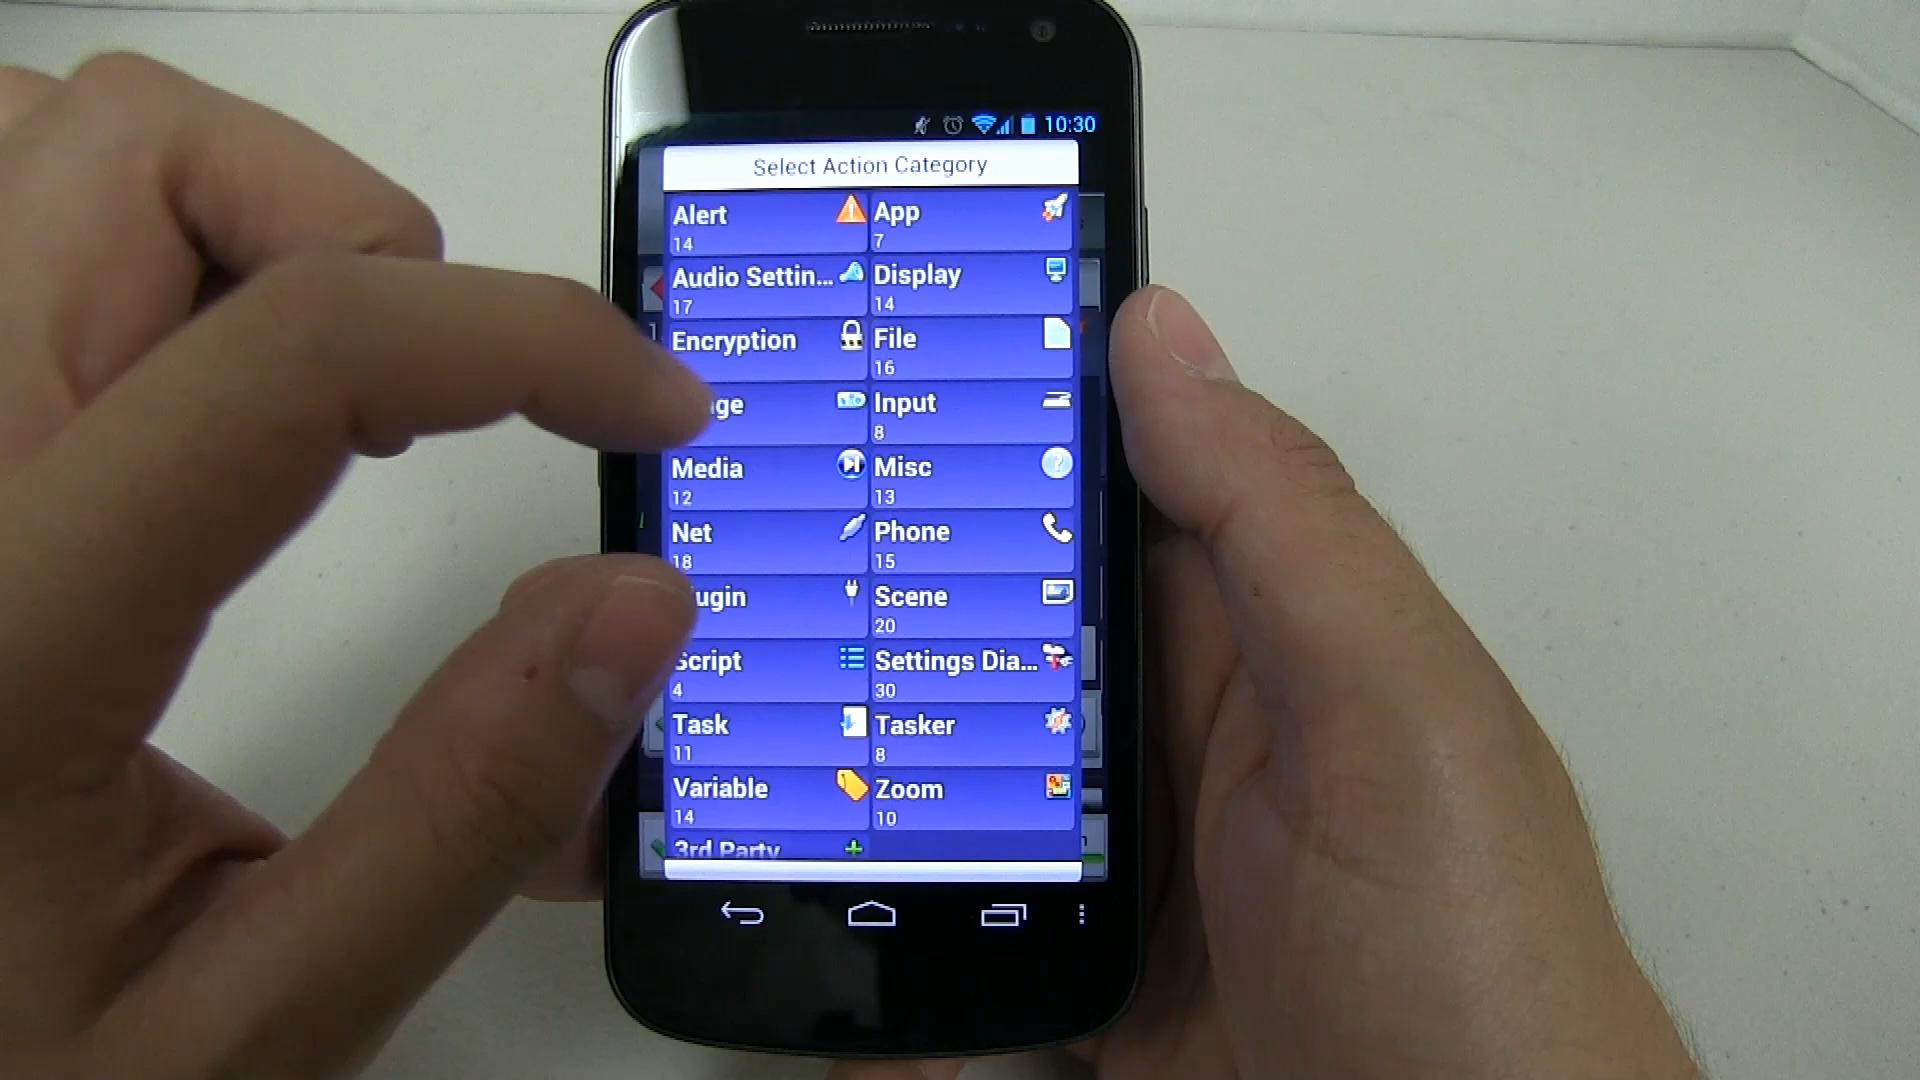 10:30
Select Action Category
Alert
14
App
7
Audio Settin...
17
Display
14
Encryption
File
16
Input
8
Media
12
Misc
13
Net
18
Phone
15
Scene
20
Script
4
Settings Dia...
30
Task
11
Tasker
8
Variable
14
Zoom
10
3rd Party